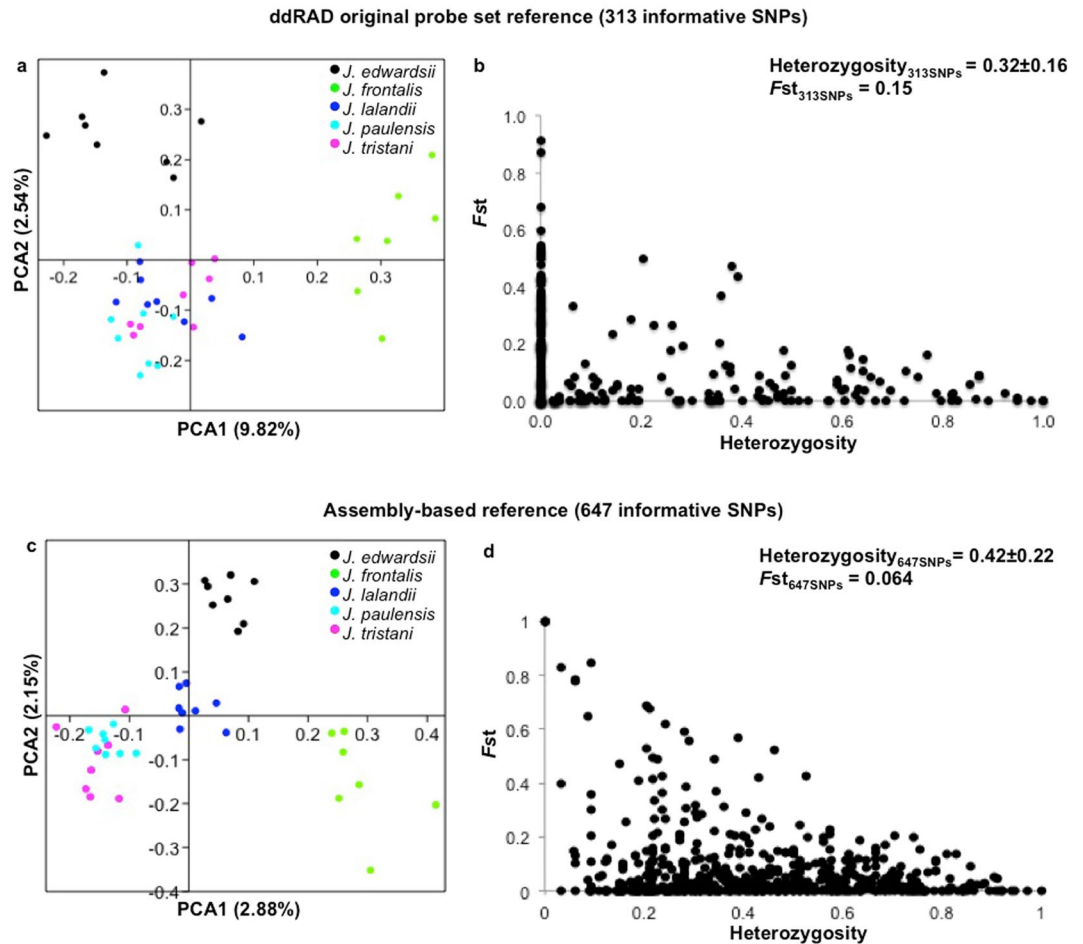 ddRAD original probe set reference (313 informative SNPs)
a
J. edwardsii
J. frontalis
J. lalandii
J. paulensis
J. tristani
0.3
0.2
0.1
-0.2
-0.1
0.1
0.3
-0.1
-0.2
PCA2 (2.54%)
PCA1 (9.82%)
b
Heterozygosity313SNPs = 0.32±0.16
Fst313SNPs = 0.15
1.0
0.8
0.6
0.4
0.2
0.0
Fst
0.0
0.2
0.4
0.6
0.8
1.0
Heterozygosity
Assembly-based reference (647 informative SNPs)
c
J. edwardsii
J. frontalis
J. lalandii
J. paulensis
J. tristani
0.3
0.2
0.1
-0.2
-0.1
0.1
0.2
0.3
0.4
-0.1
-0.2
-0.3
-0.4
PCA2 (2.15%)
PCA1 (2.88%)
d
Heterozygosity647SNPs= 0.42±0.22
Fst647SNPs = 0.064
1
0.8
0.6
0.4
0.2
0
Fst
0
0.2
0.4
0.6
0.8
1
Heterozygosity